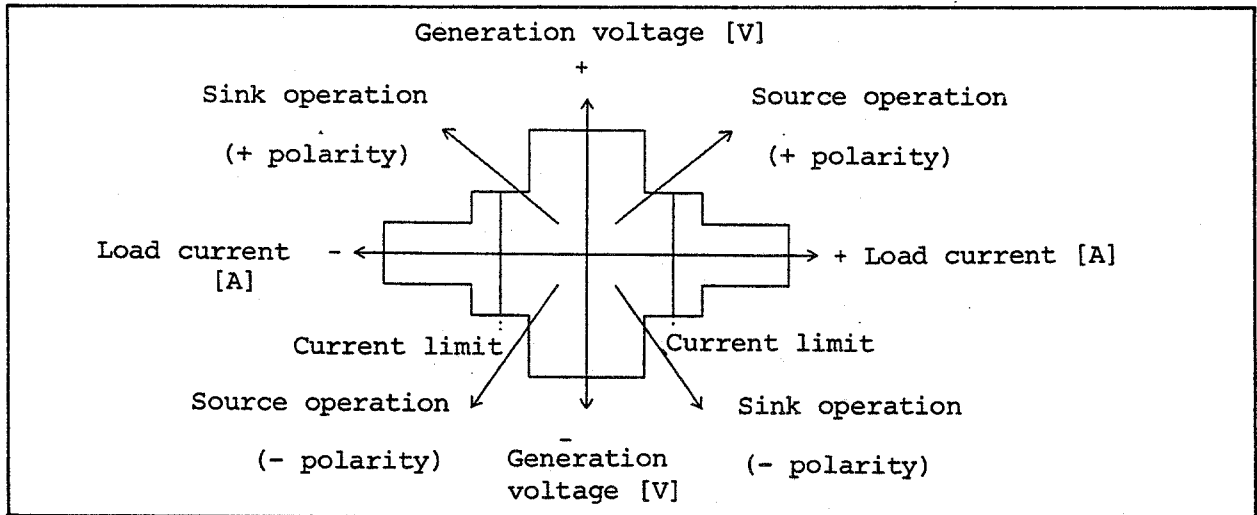 Generation voltage [V]
+
Sink operation
(+ polarity)
Source operation
(+ polarity)
Load current
[A]
-
+ Load current [A]
Current limit
Current limit
Source operation
(- polarity)
Sink operation
(- polarity)
-
Generation
voltage [V]